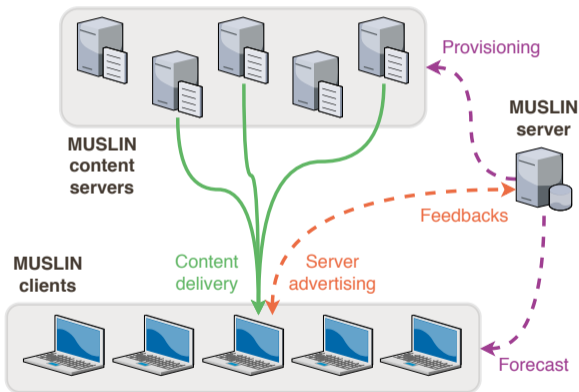 Provisioning
MUSLIN
server
MUSLIN
content
servers
Feedbacks
MUSLIN
clients
Content
delivery
Server
advertising
Forecast